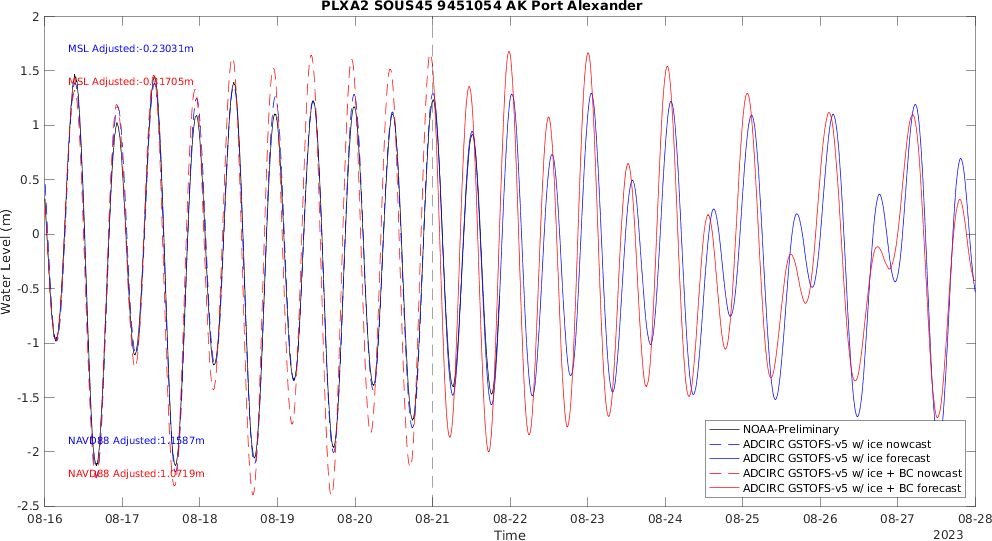 PLXA2 SOUS45 9451054 AK Port Alexander
MSL Adjusted:-0.23031m
MSL Adjusted:-0.21705m
NAVD88 Adjusted:1.1587m
NAVD88 Adjusted:1.0719m
Water Level (m)
2
1.5
1
0.5
0
-0.5
-1
-1.5
-2
-2.5
NOAA-Preliminary
ADCIRC GSTOFS-v5 w/ ice nowcast
ADCIRC GSTOFS-v5 w/ ice forecast
ADCIRC GSTOFS-v5 w/ ice + BC nowcast
ADCIRC GSTOFS-v5 w/ ice + BC forecast
08-16 08-17 08-18 08-19 08-20 08-21 08-22 08-23 08-24 08-25 08-26 08-27 08-28
Time
2023